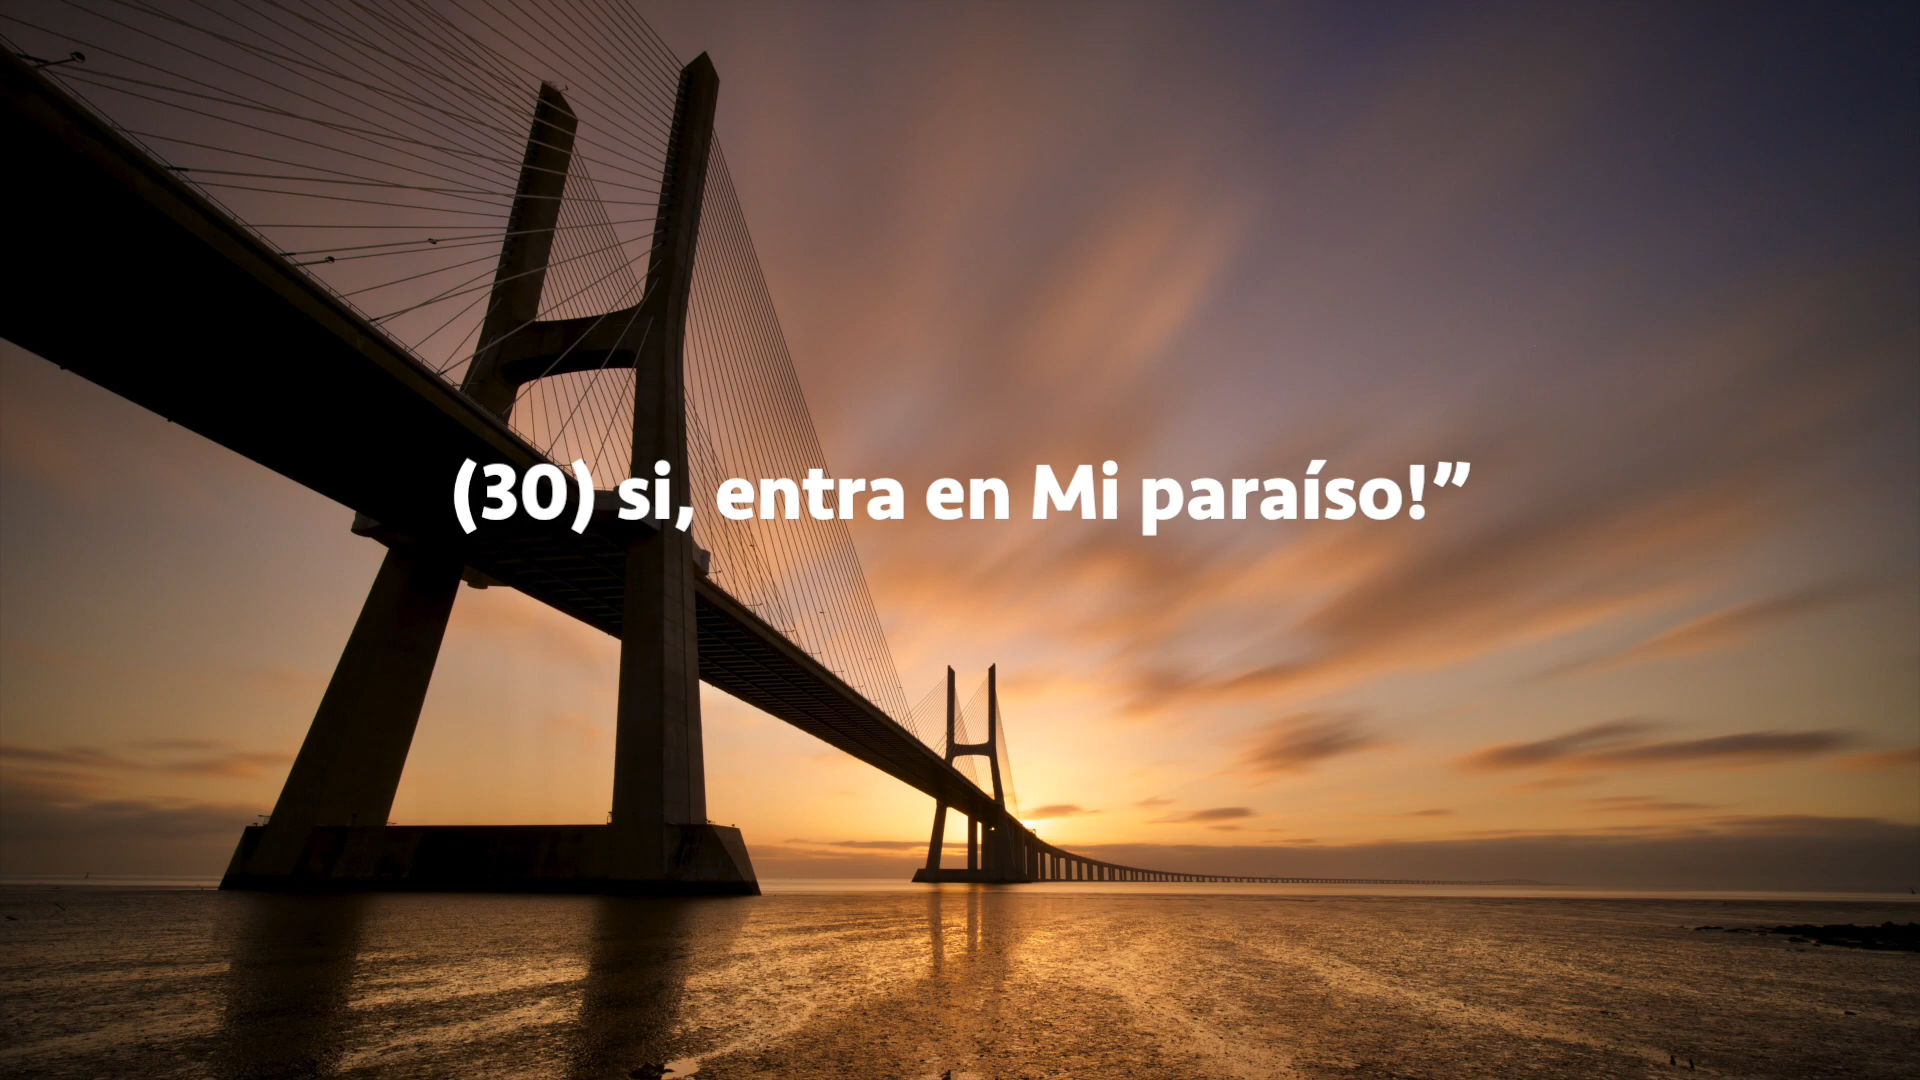 (30) si, entra en Mi paraíso!”